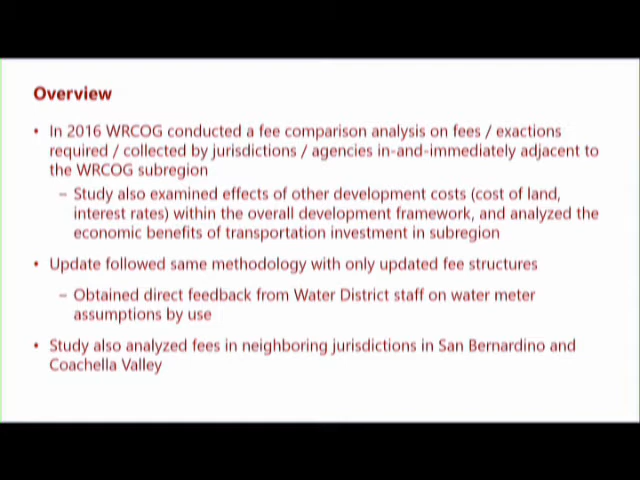 Overview
• In 2016 WRCOG conducted a fee comparison analysis on fees / exactions
required / collected by jurisdictions / agencies in-and-immediately adjacent to
the WRCOG subregion
– Study also examined effects of other development costs (cost of land,
interest rates) within the overall development framework, and analyzed the
economic benefits of transportation investment in subregion
• Update followed same methodology with only updated fee structures
– Obtained direct feedback from Water District staff on water meter
assumptions by use
• Study also analyzed fees in neighboring jurisdictions in San Bernardino and
Coachella Valley